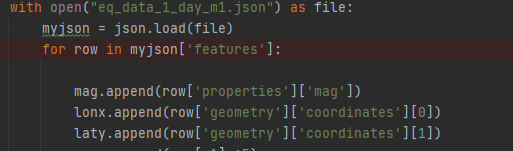 with open("eq_data_1_day_m1.json") as file:
myjson = json.load(file)
for row in myjson['features']:
mag.append(row['properties']['mag'])
lonx.append(row['geometry']['coordinates'][0])
laty.append(row['geometry']['coordinates'][1])